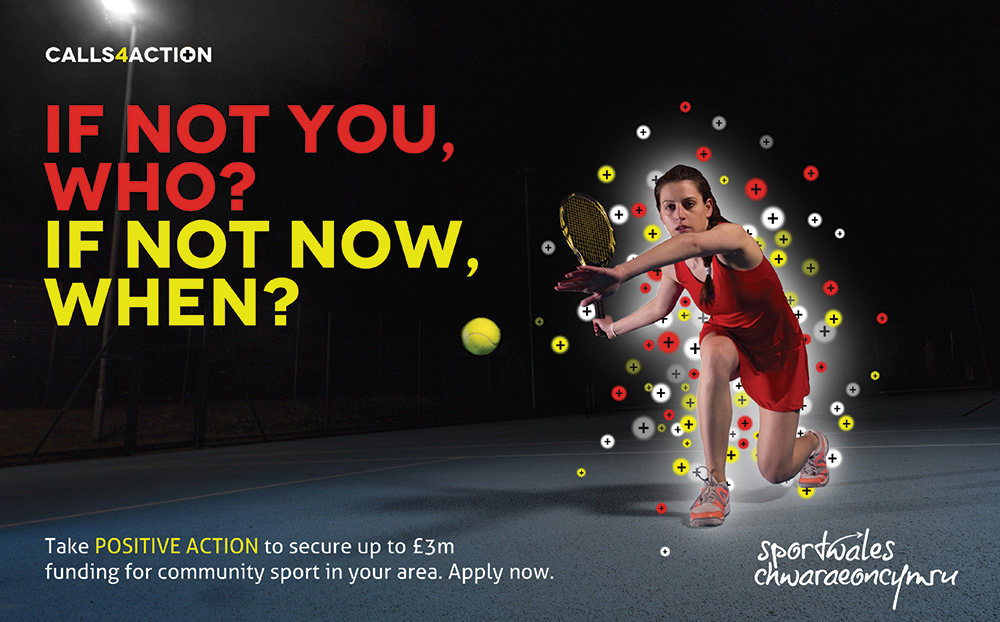 CALLS4ACTION
IF NOT YOU,
WHO?
IF NOT NOW,
WHEN?
Take POSITIVE ACTION to secure up to £3m
funding for community sport in your area. Apply now.
sportwales
chwaraeoncymru